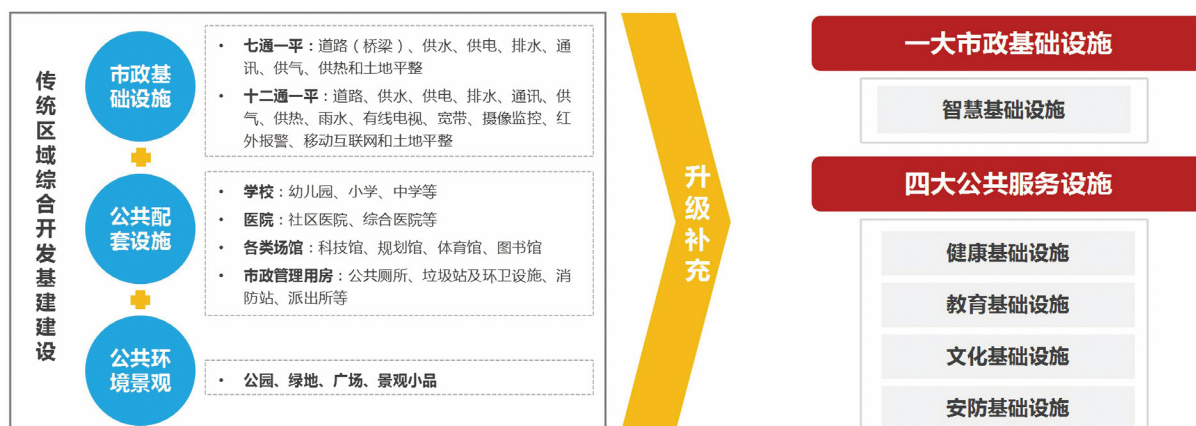 传统区域综合开发基建建设
市政基
础设施
• 七通一平：道路（桥梁）、供水、供电、排水、通
讯、供气、供热和土地平整
• 十二通一平：道路、供水、供电、排水、通讯、供
气、供热、雨水、有线电视、宽带、摄像监控、红
外报警、移动互联网和土地平整
公共配
套设施
• 学校：幼儿园、小学、中学等
• 医院：社区医院、综合医院等
• 各类场馆：科技馆、规划馆、体育馆、图书馆
• 市政管理用房：公共厕所、垃圾站及环卫设施、消
防站、派出所等
公共环
境景观
• 公园、绿地、广场、景观小品
升级补充
一大市政基础设施
智慧基础设施
四大公共服务设施
健康基础设施
教育基础设施
文化基础设施
安防基础设施